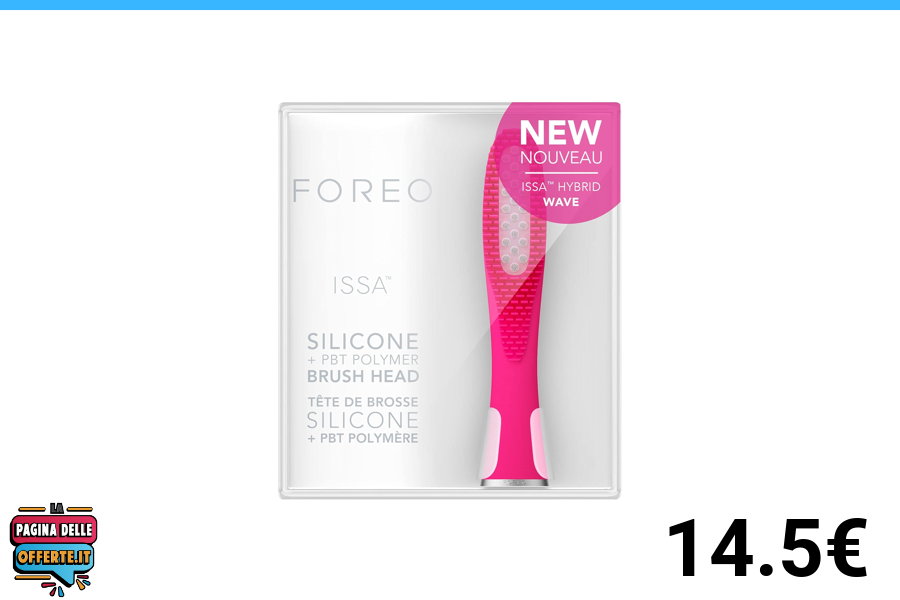 NEW
NOUVEAU
ISSA™ HYBRID
WAVE
FOREO
ISSA™
SILICONE
+ PBT POLYMER
BRUSH HEAD
TÊTE DE BROSSE
SILICONE
+ PBT POLYMÈRE
LA
PAGINA DELLE
OFFERTE.IT
14.5€